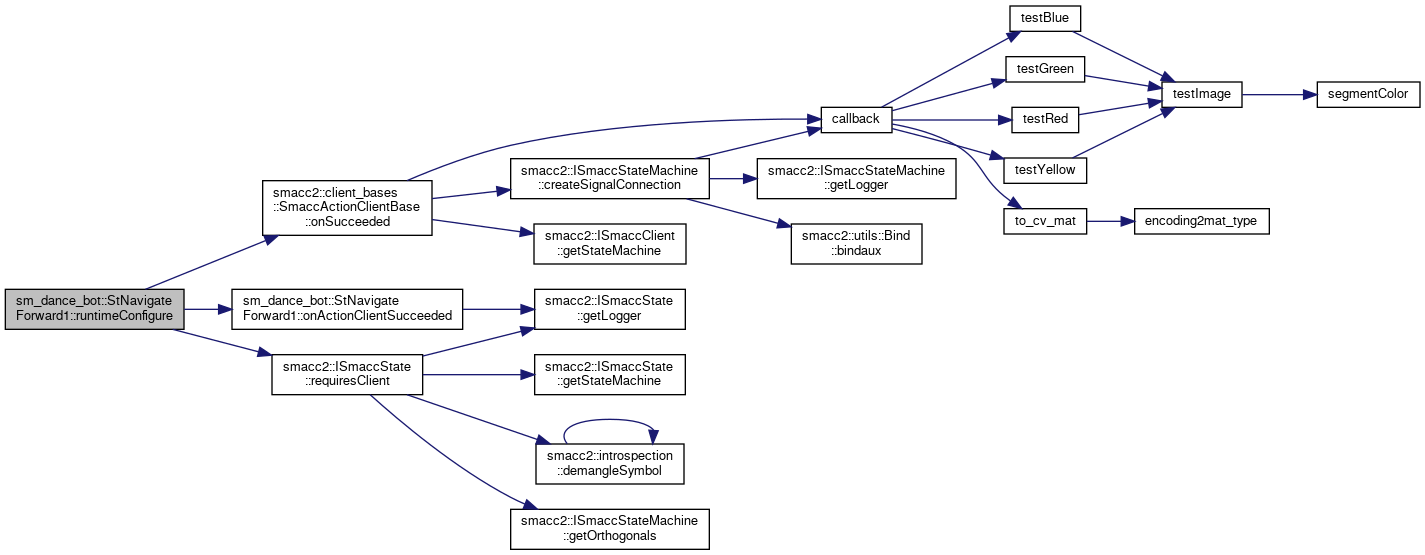 sm_dance_bot::StNavigate
Forward1::runtimeConfigure
smacc2::client_bases
::SmaccActionClientBase
::onSucceeded
sm_dance_bot::StNavigate
Forward1::onActionClientSucceeded
smacc2::ISmaccState
::requiresClient
smacc2::ISmaccStateMachine
::createSignalConnection
smacc2::ISmaccClient
::getStateMachine
smacc2::ISmaccState
::getLogger
smacc2::ISmaccState
::getStateMachine
smacc2::introspection
::demangleSymbol
smacc2::ISmaccStateMachine
::getOrthogonals
callback
smacc2::ISmaccStateMachine
::getLogger
smacc2::utils::Bind
::bindaux
testBlue
testGreen
testRed
testYellow
to_cv_mat
testImage
encoding2mat_type
segmentColor